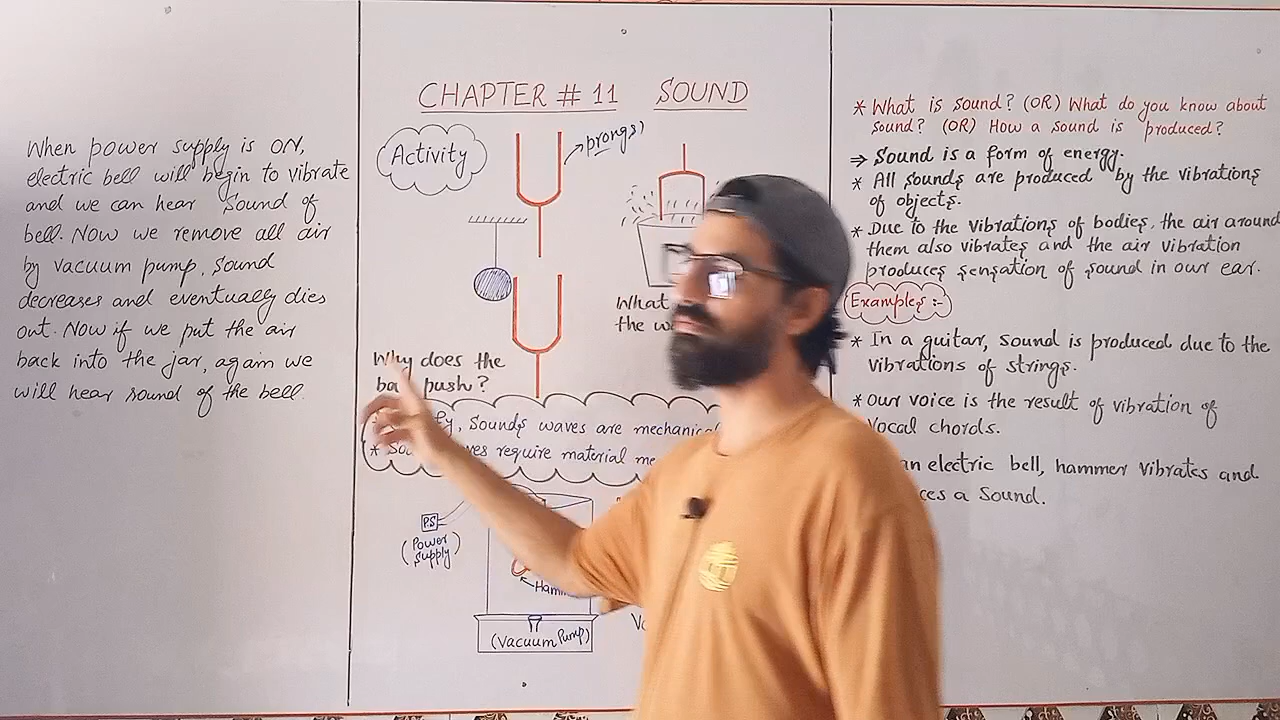 When power supply is ON,
electric bell will begin to vibrate
and we can hear sound of
bell. Now we remove all air
by vacuum pump, sound
decreases and eventually dies
out. Now if we put the air
back into the jar, again we
will hear sound of the bell.
CHAPTER # 11 SOUND
Activity
prongs)
What
the
Why does the
push?
Sounds waves are
require material
P.S
(Power
supply)
(Vacuum Pump)
* What is sound? (OR) What do you know about
sound? (OR) How a sound is produced?
⇒ Sound is a form of energy.
* All sounds are produced by the vibrations
of objects.
* Due to the vibrations of bodies, the air around
them also vibrates and the air vibration
produces sensation of sound in our ear.
Examples :-
* In a guitar, sound is produced due to the
vibrations of strings.
* our voice is the result of vibration of
vocal chords.
an electric bell, hammer vibrates and
a sound.